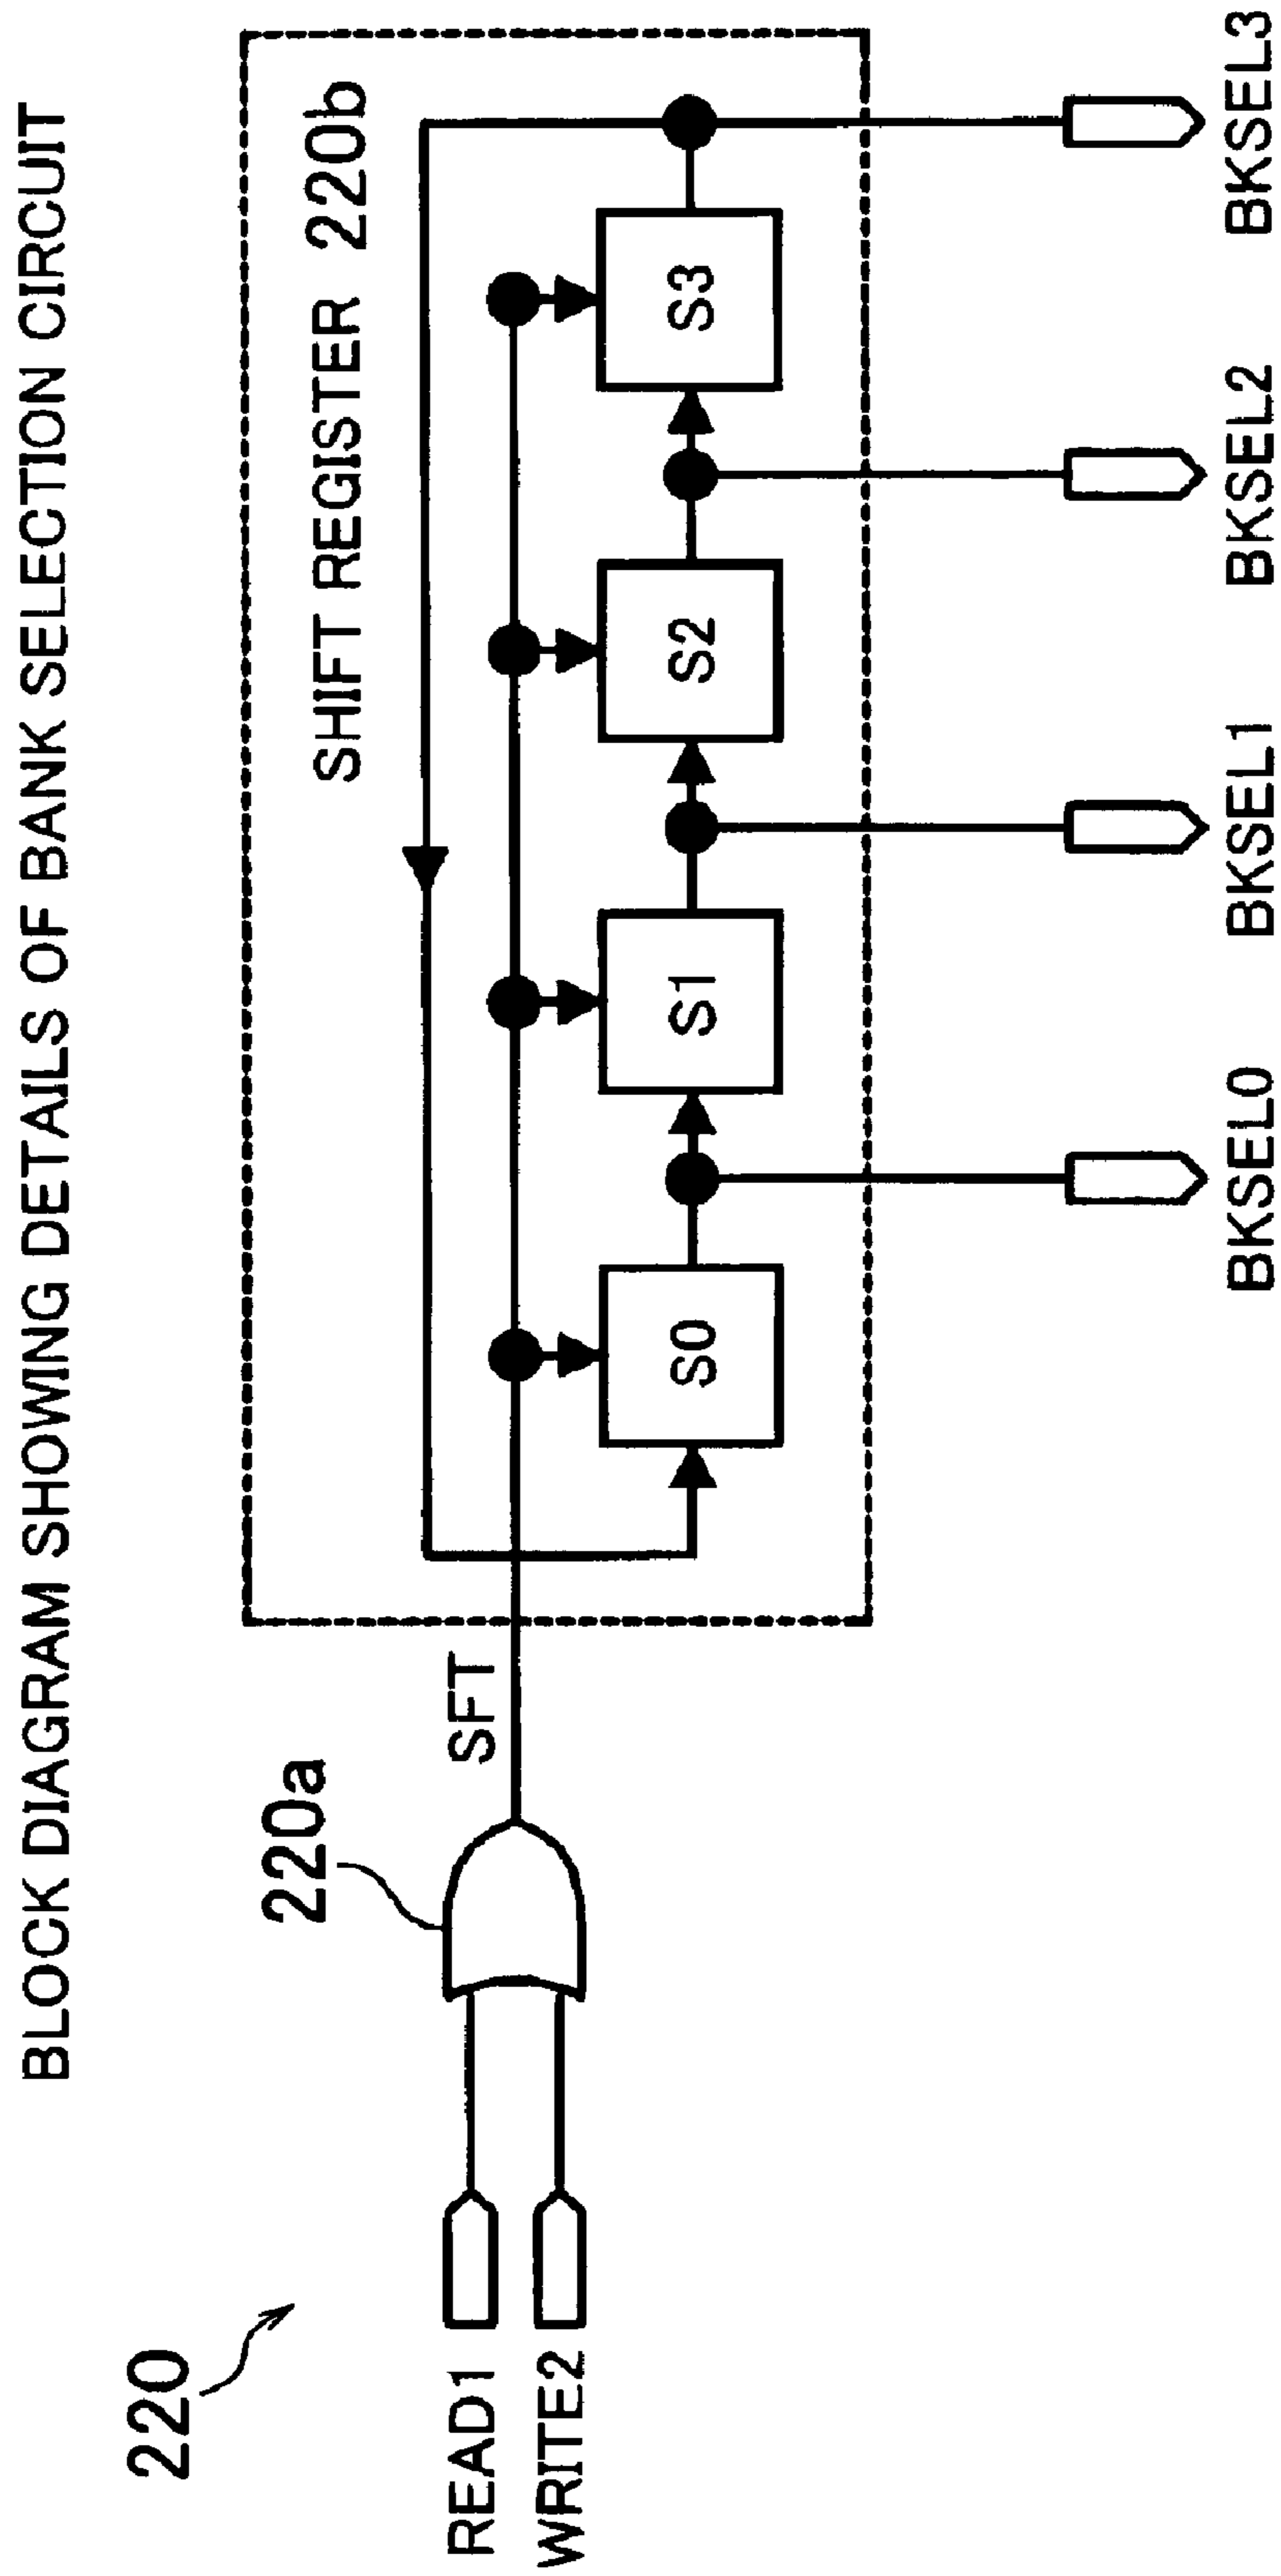 BLOCK DIAGRAM SHOWING DETAILS OF BANK SELECTION CIRCUIT
220
220a
SHIFT REGISTER 220b
READ1
WRITE2
SFT
S0
S1
S2
S3
BKSEL0
BKSEL1
BKSEL2
BKSEL3